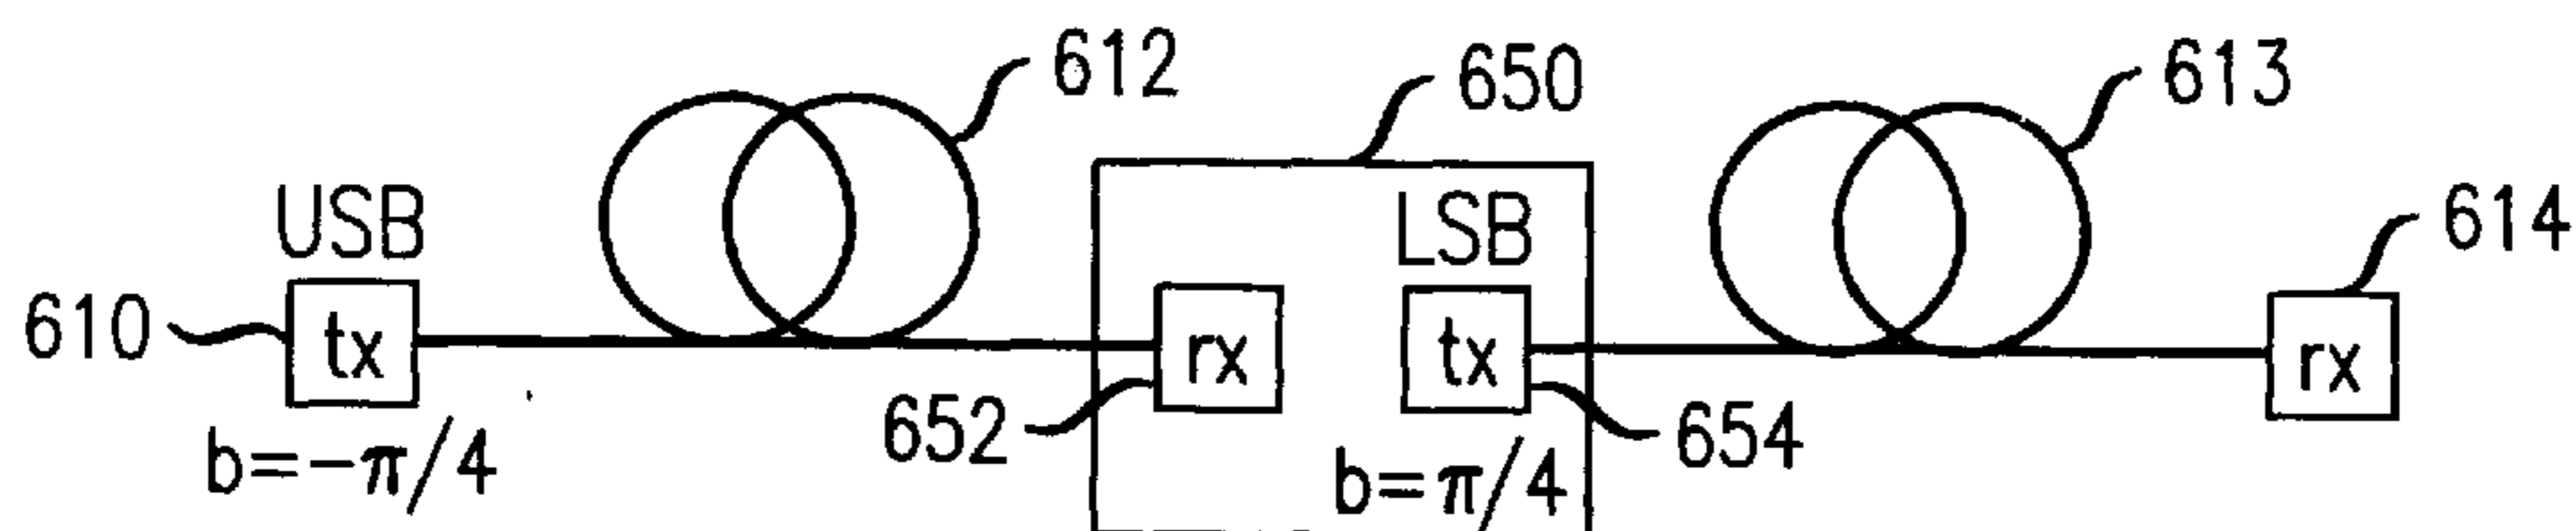 612
650
613
USB
LSB
614
610
tx
rx
tx
rx
652
654
b=-π/4
b=π/4